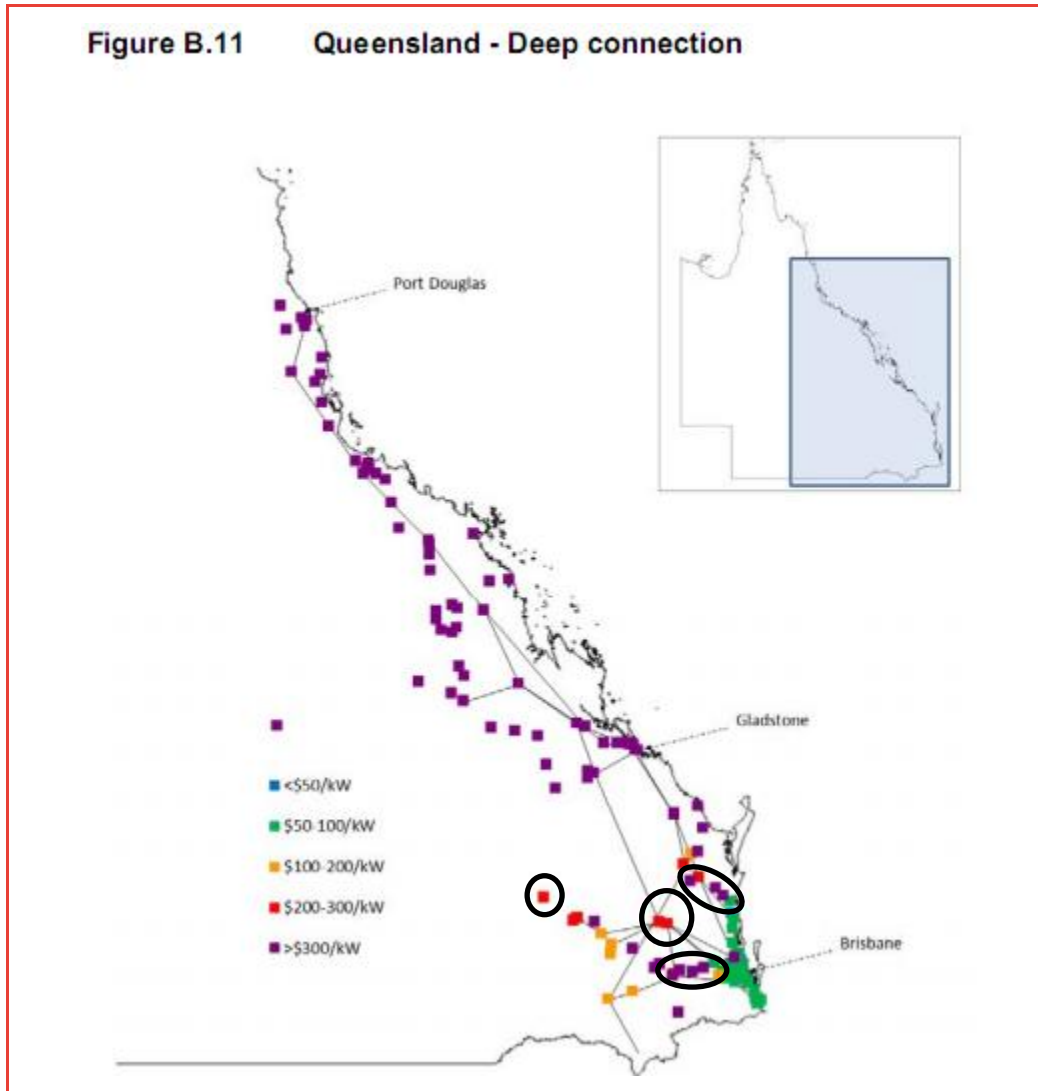 Figure B.11 Queensland - Deep connection
Port Douglas
Gladstone
<$50/kW
$50-100/kW
$100-200/kW
$200-300/kW
>$300/kW
Brisbane